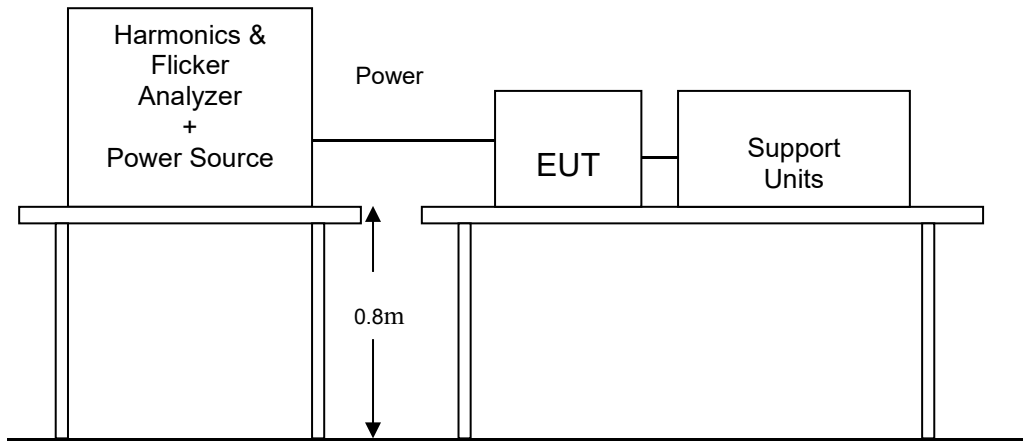 Harmonics &
Flicker
Analyzer
+
Power Source
Power
EUT
Support
Units
0.8m